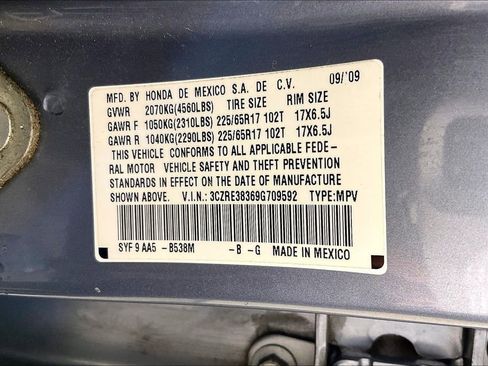 MFD BY HONDA DE MEXICO S.A. DE C.V. 09/'09
GVWR 2070KG(4560LBS) TIRE SIZE RIM SIZE
GAWR F 1050KG(2310LBS) 225/65R17 102T 17X6.5J
GAWR R 1040KG(2290LBS) 225/65R17 102T 17X6.5J
THIS VEHICLE CONFORMS TO ALL APPLICABLE FEDE-
RAL MOTOR VEHICLE SAFETY AND THEFT PREVENTION
STANDARDS IN EFFECT ON THE DATE OF MANUFACTURE
SHOWN ABOVE. V.I.N.: 3CZRE38369G709592 TYPE:MPV
SYF 9 AA5 -B538M -B -G MADE IN MEXICO